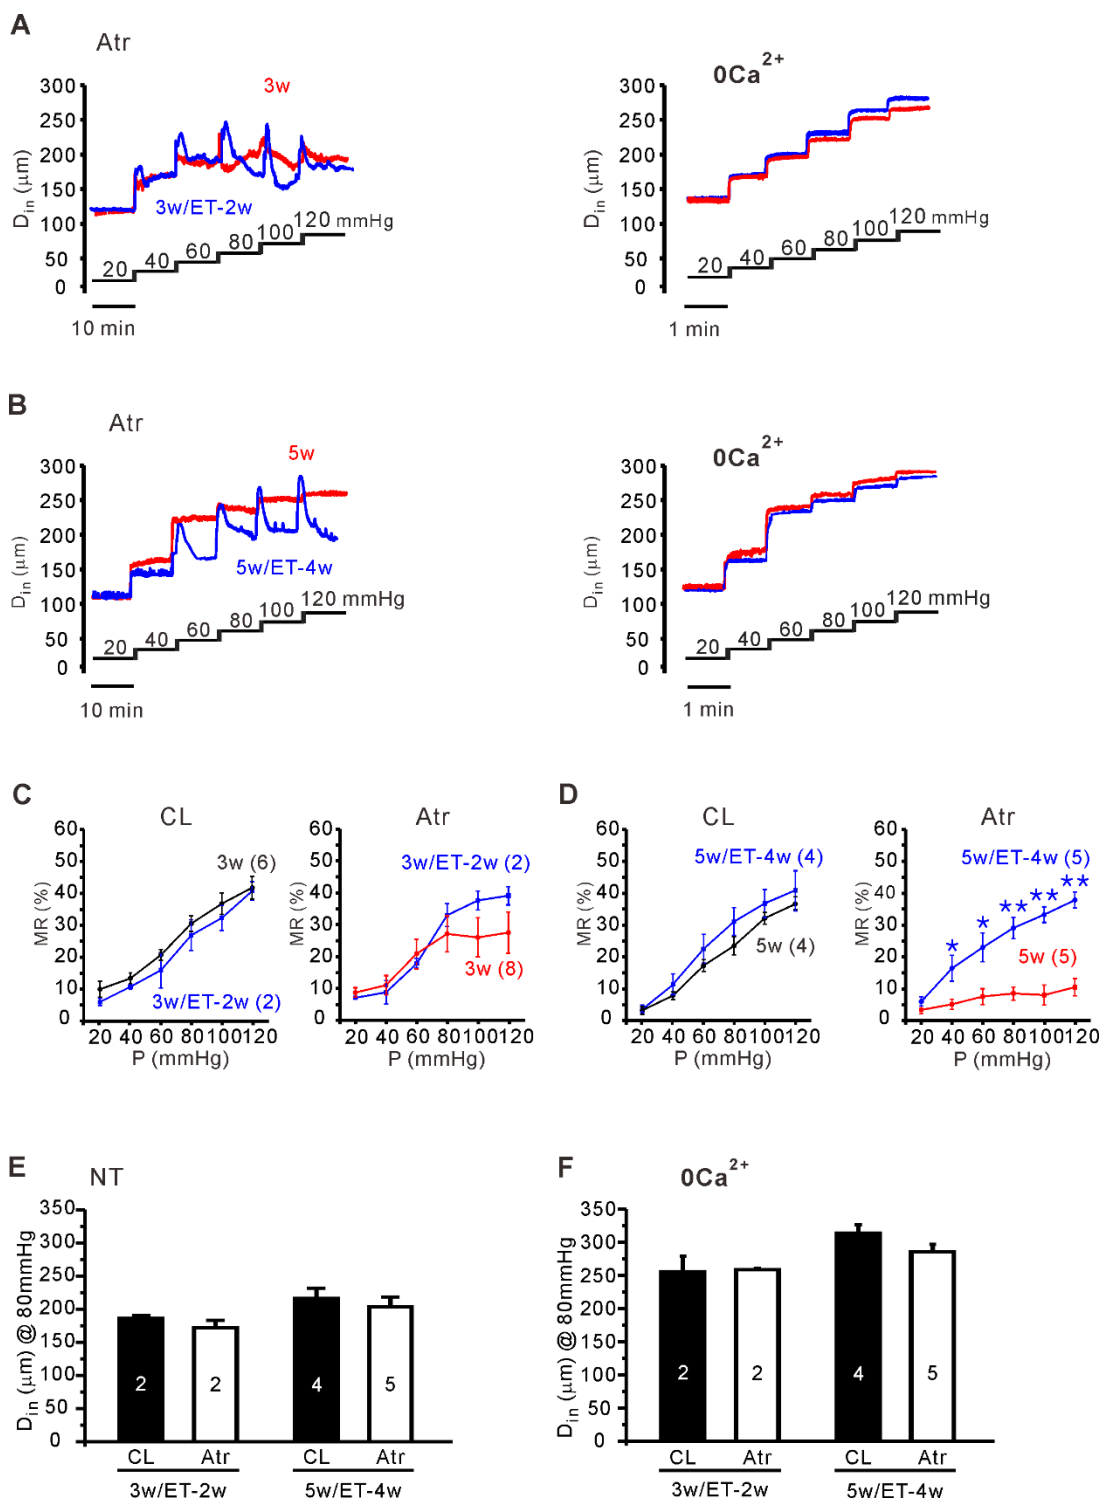 A
Atr
0Ca2+
3w
300
250
200
150
100
50
0
Din (μm)
3w/ET-2w
20 40 60 80 100 120 mmHg
10 min
300
250
200
150
100
50
0
Din (μm)
20 40 60 80 100 120 mmHg
1 min
B
Atr
0Ca2+
5w
300
250
200
150
100
50
0
Din (μm)
5w/ET-4w
20 40 60 80 100 120 mmHg
10 min
300
250
200
150
100
50
0
Din (μm)
20 40 60 80 100 120 mmHg
1 min
C
CL
60
50
40
30
20
10
0
MR (%)
3w (6)
3w/ET-2w (2)
20 40 60 80 100 120
P (mmHg)
Atr
60
50
40
30
20
10
0
MR (%)
3w/ET-2w (2)
3w (8)
20 40 60 80 100 120
P (mmHg)
D
CL
60
50
40
30
20
10
0
MR (%)
5w/ET-4w (4)
5w (4)
20 40 60 80 100 120
P (mmHg)
Atr
60
50
40
30
20
10
0
MR (%)
5w/ET-4w (5)
* * ** ** **
5w (5)
20 40 60 80 100 120
P (mmHg)
E
NT
350
300
250
200
150
100
50
0
Din (μm) @ 80mmHg
2 2 4 5
CL Atr CL Atr
3w/ET-2w 5w/ET-4w
F
0Ca2+
350
300
250
200
150
100
50
0
Din (μm) @ 80mmHg
2 2 4 5
CL Atr CL Atr
3w/ET-2w 5w/ET-4w